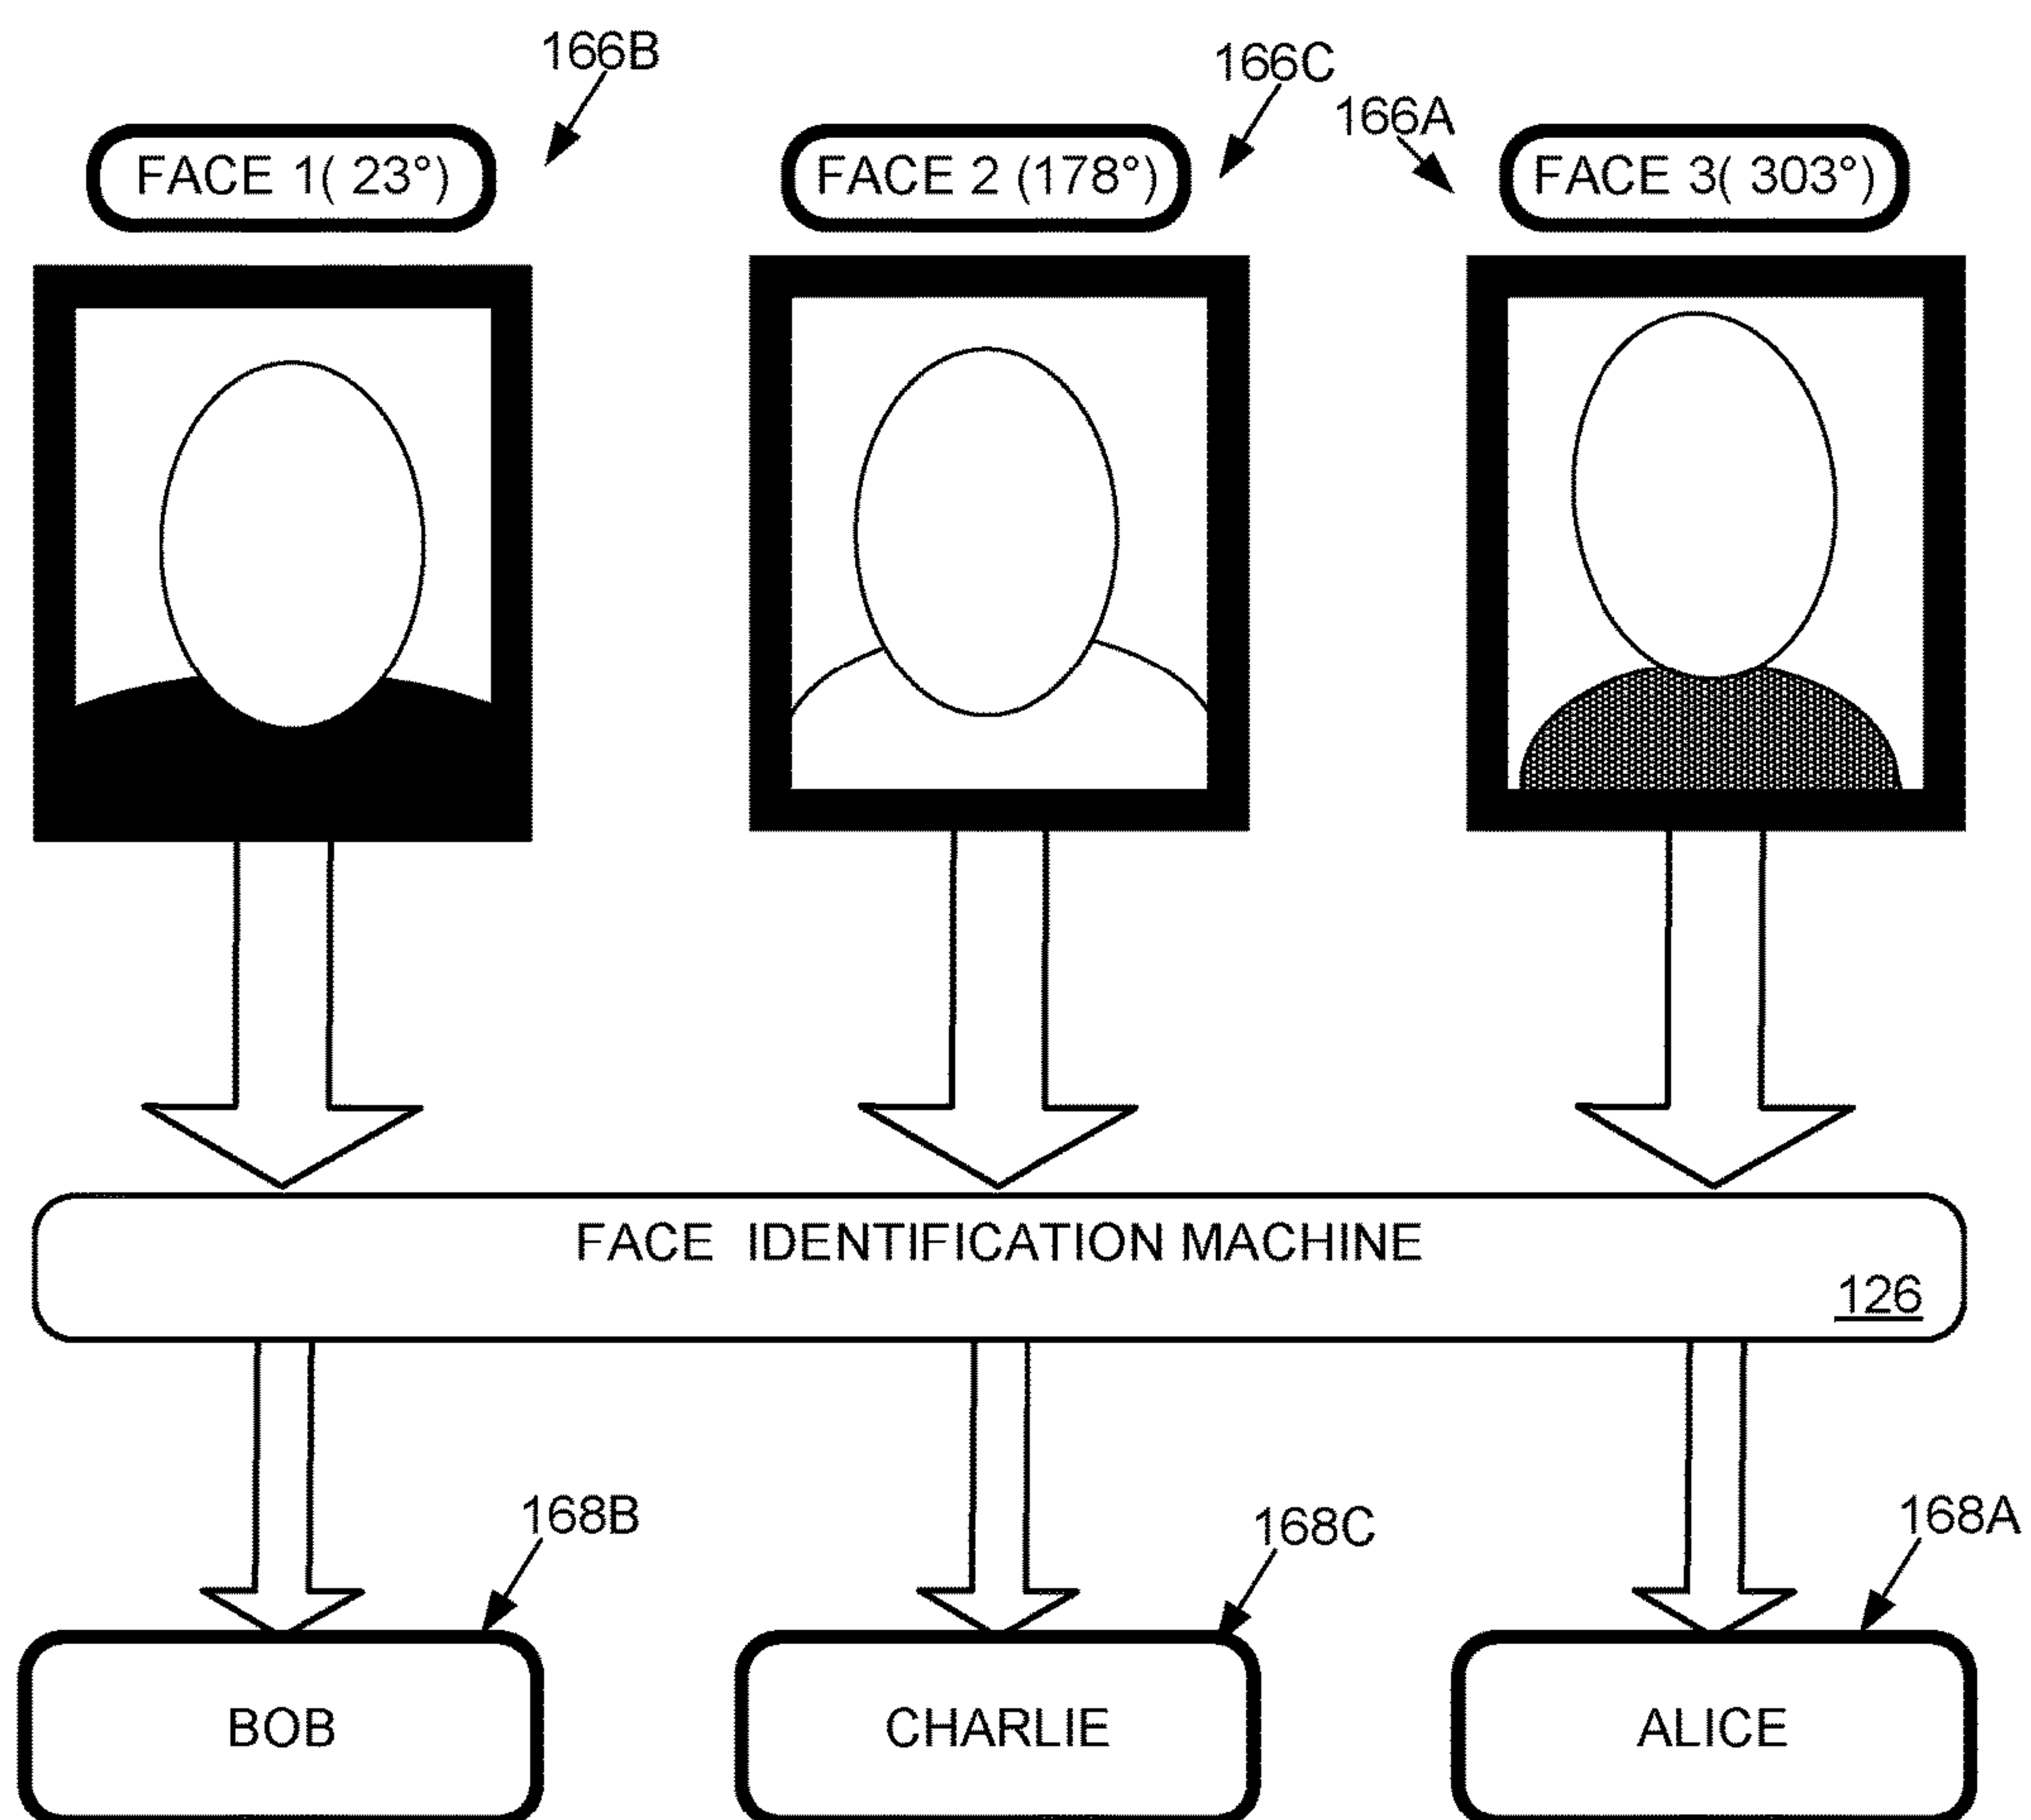 166B
166C
166A
FACE 1( 23°)
FACE 2 (178°)
FACE 3( 303°)
FACE IDENTIFICATION MACHINE
126
168B
168C
168A
BOB
CHARLIE
ALICE